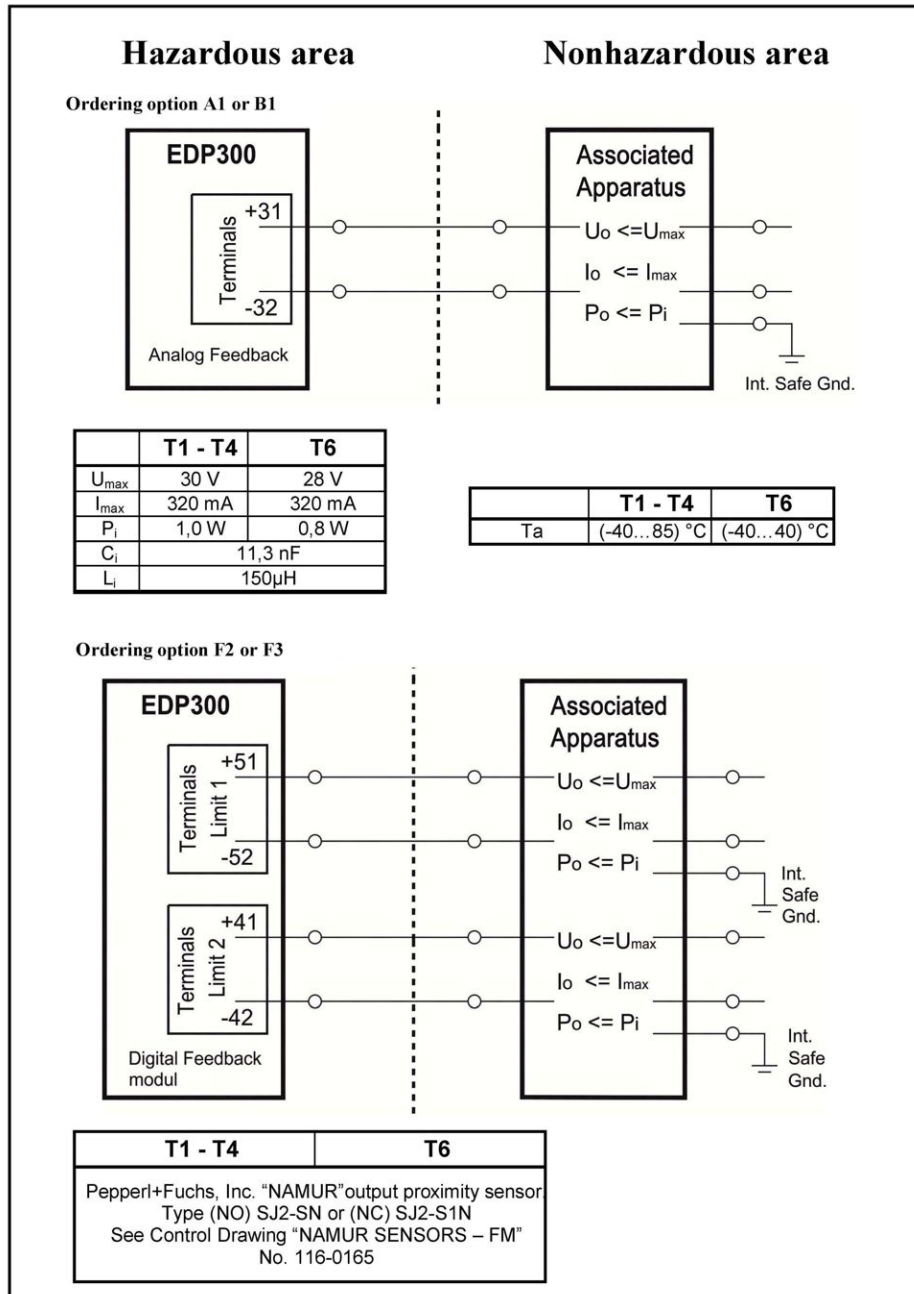 Hazardous area
Nonhazardous area
Ordering option A1 or B1
EDP300
Terminals
+31
-32
Analog Feedback
Associated
Apparatus
Uo <=Umax
Io <= Imax
Po <= Pi
Int. Safe Gnd.
T1 - T4 T6
Umax 30 V 28 V
Imax 320 mA 320 mA
Pi 1,0 W 0,8 W
Ci 11,3 nF
Li 150µH
T1 - T4 T6
Ta (-40...85) °C (-40...40) °C
Ordering option F2 or F3
EDP300
Terminals
Limit 1
+51
-52
Terminals
Limit 2
+41
-42
Digital Feedback
modul
Associated
Apparatus
Uo <=Umax
Io <= Imax
Po <= Pi
Int.
Safe
Gnd.
Uo <=Umax
Io <= Imax
Po <= Pi
Int.
Safe
Gnd.
T1 - T4 T6
Pepperl+Fuchs, Inc. “NAMUR”output proximity sensor.
Type (NO) SJ2-SN or (NC) SJ2-S1N
See Control Drawing “NAMUR SENSORS – FM”
No. 116-0165